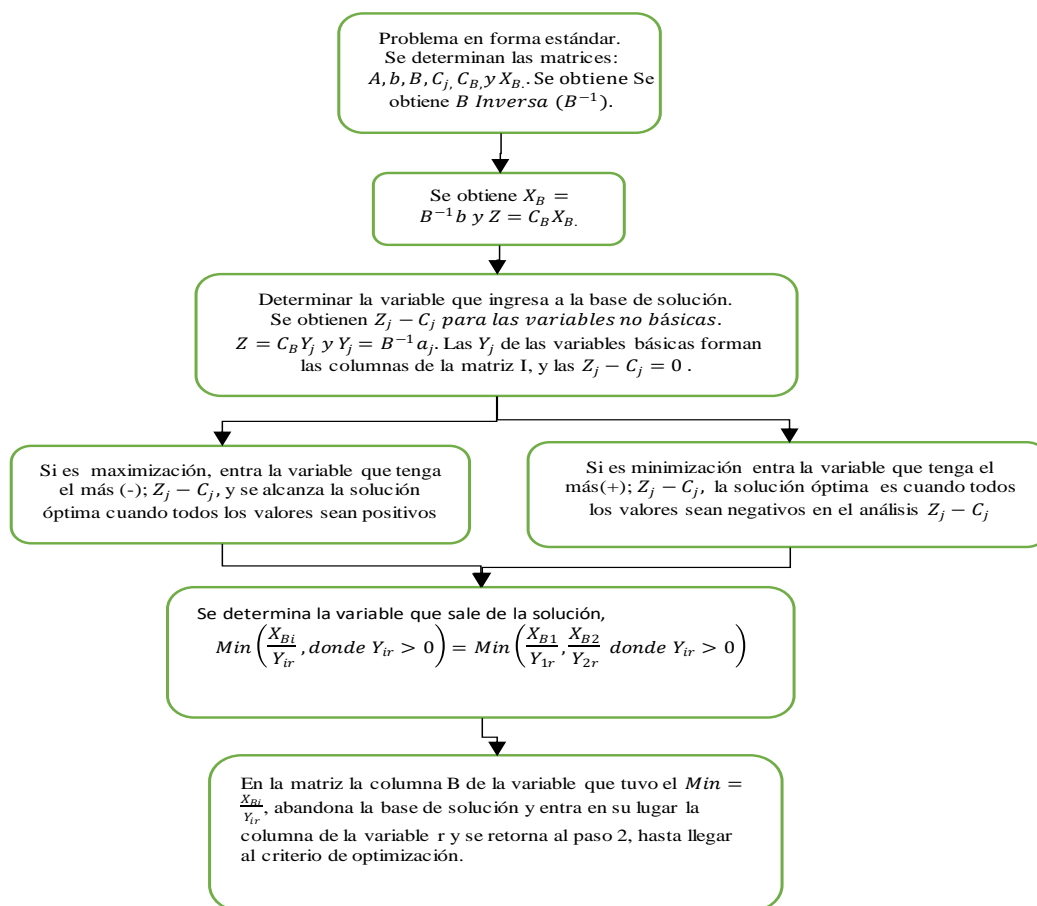 Problema en forma estándar.
Se determinan las matrices:
A, b, B, C_j, C_B, y X_B. . Se obtiene Se
obtiene B Inversa (B⁻¹).
Se obtiene X_B =
B⁻¹b y Z = C_B X_B.
Determinar la variable que ingresa a la base de solución.
Se obtienen Z_j − C_j para las variables no básicas.
Z = C_B Y_j y Y_j = B⁻¹a_j. Las Y_j de las variables básicas forman
las columnas de la matriz I, y las Z_j − C_j = 0 .
Si es maximización, entra la variable que tenga
el más (-); Z_j − C_j, y se alcanza la solución
óptima cuando todos los valores sean positivos
Si es minimización entra la variable que tenga el
más(+); Z_j − C_j, la solución óptima es cuando todos
los valores sean negativos en el análisis Z_j − C_j
Se determina la variable que sale de la solución,
Min (X_Bi/Y_ir , donde Y_ir > 0) = Min (X_B1/Y_1r, X_B2/Y_2r donde Y_ir > 0)
En la matriz la columna B de la variable que tuvo el Min =
X_Bi/Y_ir, abandona la base de solución y entra en su lugar la
columna de la variable r y se retorna al paso 2, hasta llegar
al criterio de optimización.